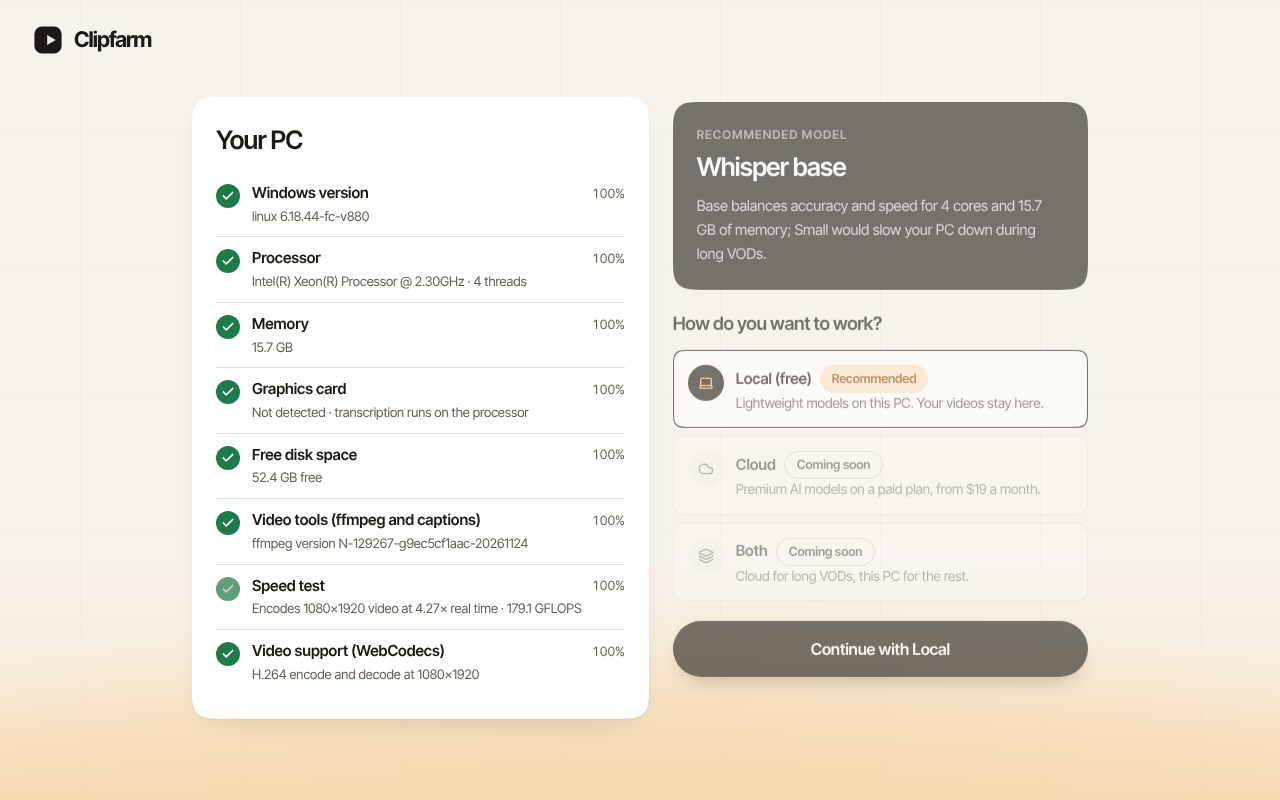 Clipfarm
Your PC
Windows version 100%
linux 6.18.44-fc-v880
Processor 100%
Intel(R) Xeon(R) Processor @ 2.30GHz · 4 threads
Memory 100%
15.7 GB
Graphics card 100%
Not detected · transcription runs on the processor
Free disk space 100%
52.4 GB free
Video tools (ffmpeg and captions) 100%
ffmpeg version N-129267-g9ec5cf1aac-20261124
Speed test 100%
Encodes 1080×1920 video at 4.27× real time · 179.1 GFLOPS
Video support (WebCodecs) 100%
H.264 encode and decode at 1080×1920
RECOMMENDED MODEL
Whisper base
Base balances accuracy and speed for 4 cores and 15.7
GB of memory; Small would slow your PC down during
long VODs.
How do you want to work?
Local (free) Recommended
Lightweight models on this PC. Your videos stay here.
Cloud Coming soon
Premium AI models on a paid plan, from $19 a month.
Both Coming soon
Cloud for long VODs, this PC for the rest.
Continue with Local